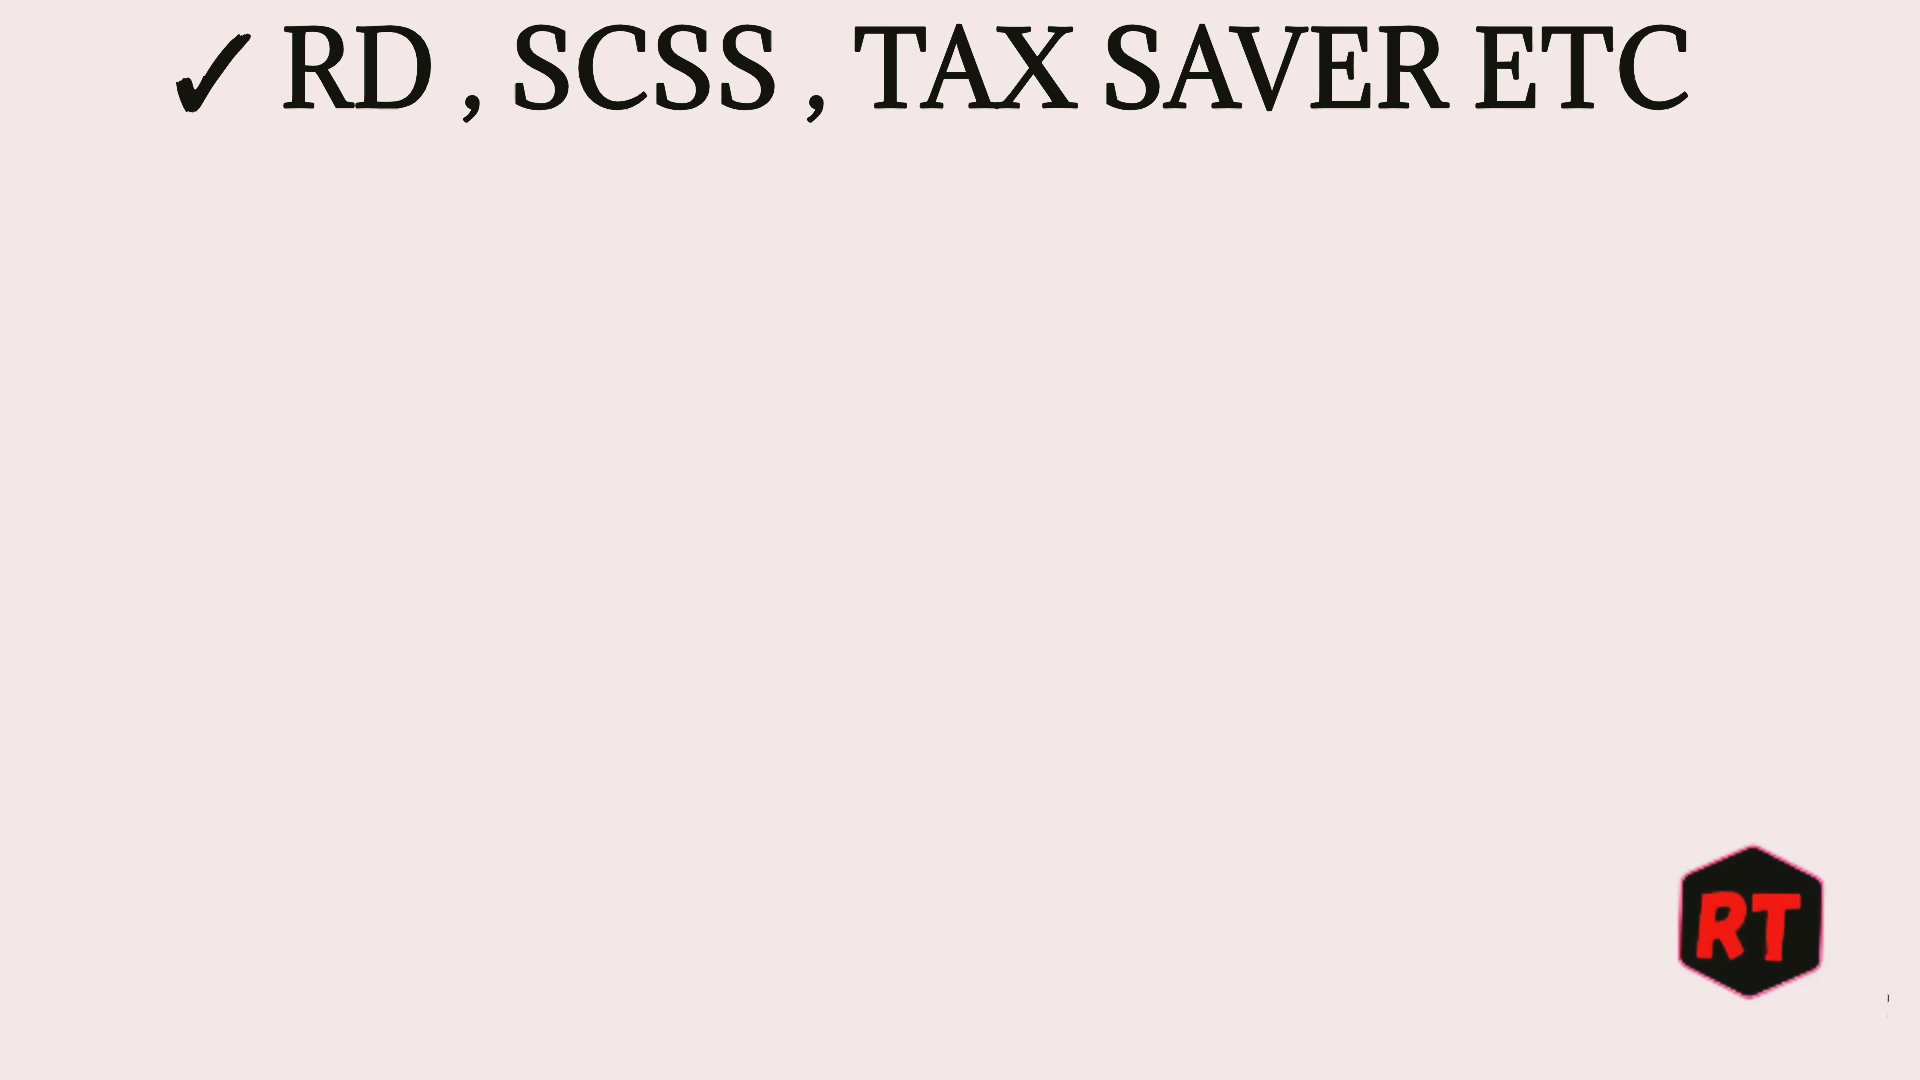 ✓ RD , SCSS , TAX SAVER ETC
RT